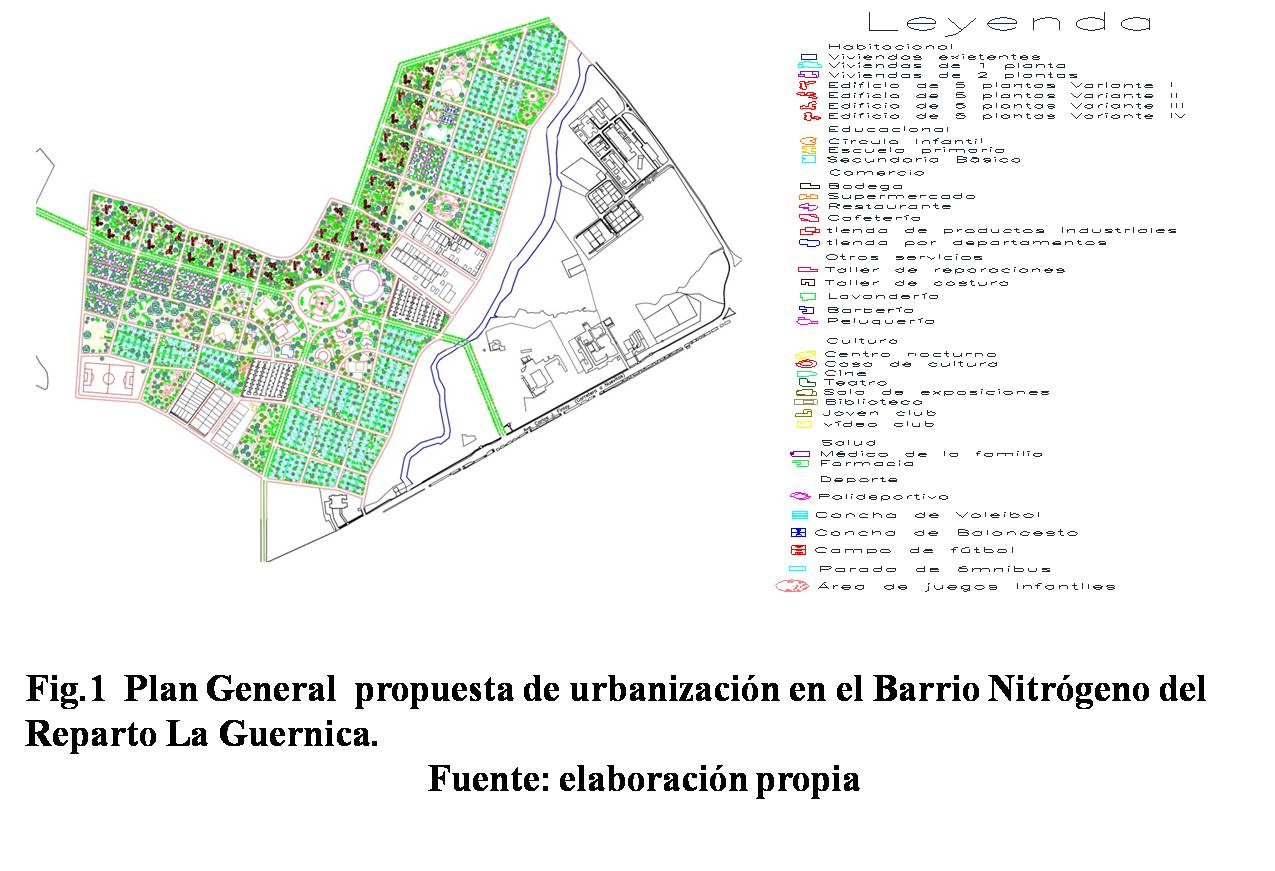 Leyenda
Habitacional
Viviendas existentes
Viviendas de 1 planta
Viviendas de 2 plantas
Edificio de 5 plantas Variante I
Edificio de 5 plantas Variante II
Edificio de 5 plantas Variante III
Edificio de 5 plantas Variante IV
Educacional
Círculo Infantil
Escuela primaria
Secundaria Básica
Comercio
Bodega
Supermercado
Restaurante
Cafetería
tienda de productos industriales
tienda por departamentos
Otros servicios
Taller de reparaciones
Taller de costura
Lavandería
Barbería
Peluquería
Cultura
Centro nocturno
Casa de cultura
Cine
Teatro
Sala de exposiciones
Biblioteca
Joven club
video club
Salud
Médico de la familia
Farmacia
Deporte
Polideportivo
Cancha de Voleibol
Cancha de Baloncesto
Campo de fútbol
Parada de ómnibus
Área de juegos Infantiles
Fig.1 Plan General propuesta de urbanización en el Barrio Nitrógeno del
Reparto La Guernica.
Fuente: elaboración propia